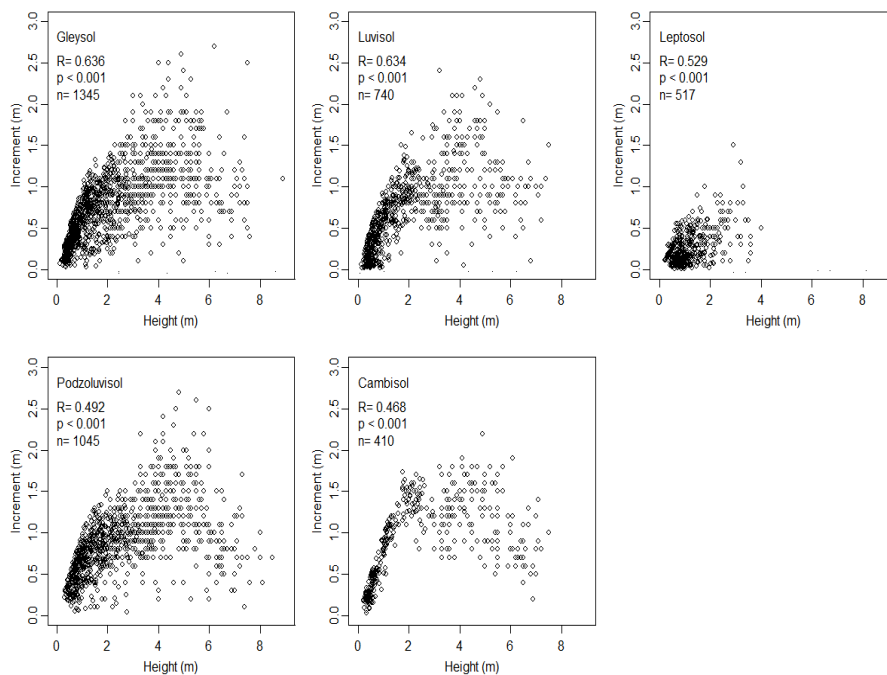 Gleysol
R= 0.636
p < 0.001
n= 1345
Increment (m)
0.0 0.5 1.0 1.5 2.0 2.5 3.0
0 2 4 6 8
Height (m)
Luvisol
R= 0.634
p < 0.001
n= 740
Increment (m)
0.0 0.5 1.0 1.5 2.0 2.5 3.0
0 2 4 6 8
Height (m)
Leptosol
R= 0.529
p < 0.001
n= 517
Increment (m)
0.0 0.5 1.0 1.5 2.0 2.5 3.0
0 2 4 6 8
Height (m)
Podzoluvisol
R= 0.492
p < 0.001
n= 1045
Increment (m)
0.0 0.5 1.0 1.5 2.0 2.5 3.0
0 2 4 6 8
Height (m)
Cambisol
R= 0.468
p < 0.001
n= 410
Increment (m)
0.0 0.5 1.0 1.5 2.0 2.5 3.0
0 2 4 6 8
Height (m)